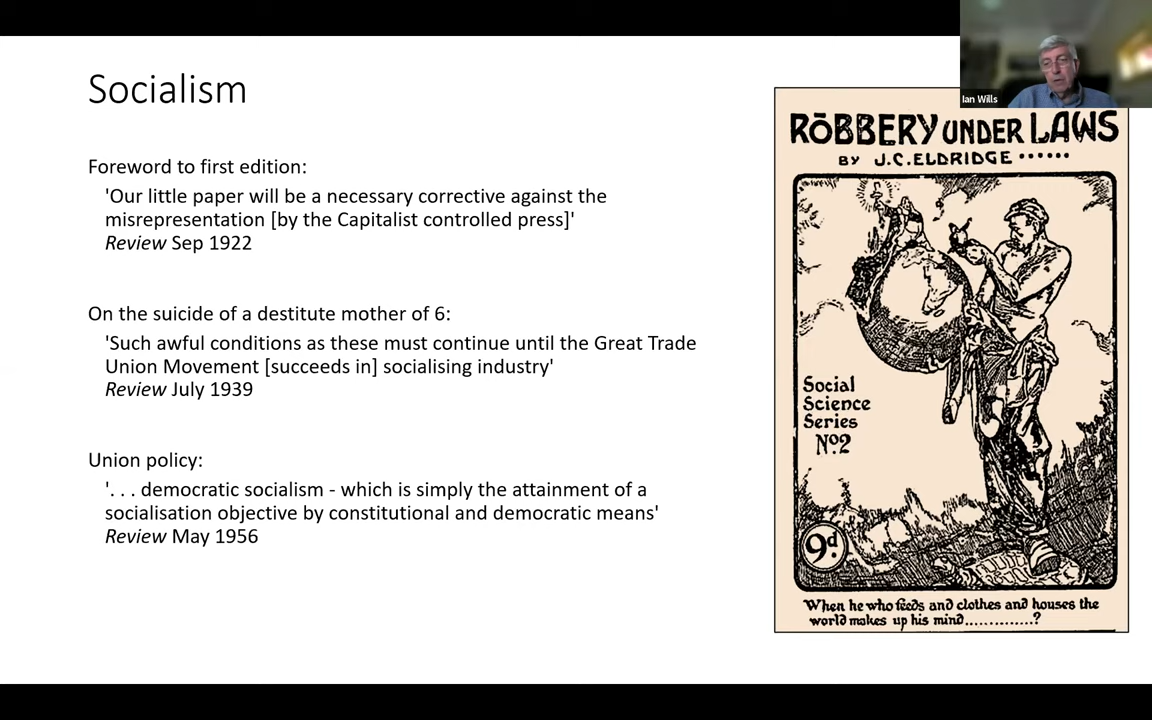 Socialism
Foreword to first edition:
'Our little paper will be a necessary corrective against the
misrepresentation [by the Capitalist controlled press]'
Review Sep 1922
On the suicide of a destitute mother of 6:
'Such awful conditions as these must continue until the Great Trade
Union Movement [succeeds in] socialising industry'
Review July 1939
Union policy:
'. . . democratic socialism - which is simply the attainment of a
socialisation objective by constitutional and democratic means'
Review May 1956
Ian Wills
ROBBERY UNDER LAWS
BY J.C.ELDRIDGE ······
Social
Science
Series
Nº2
9d.
When he who feeds and clothes and houses the
world makes up his mind..............?